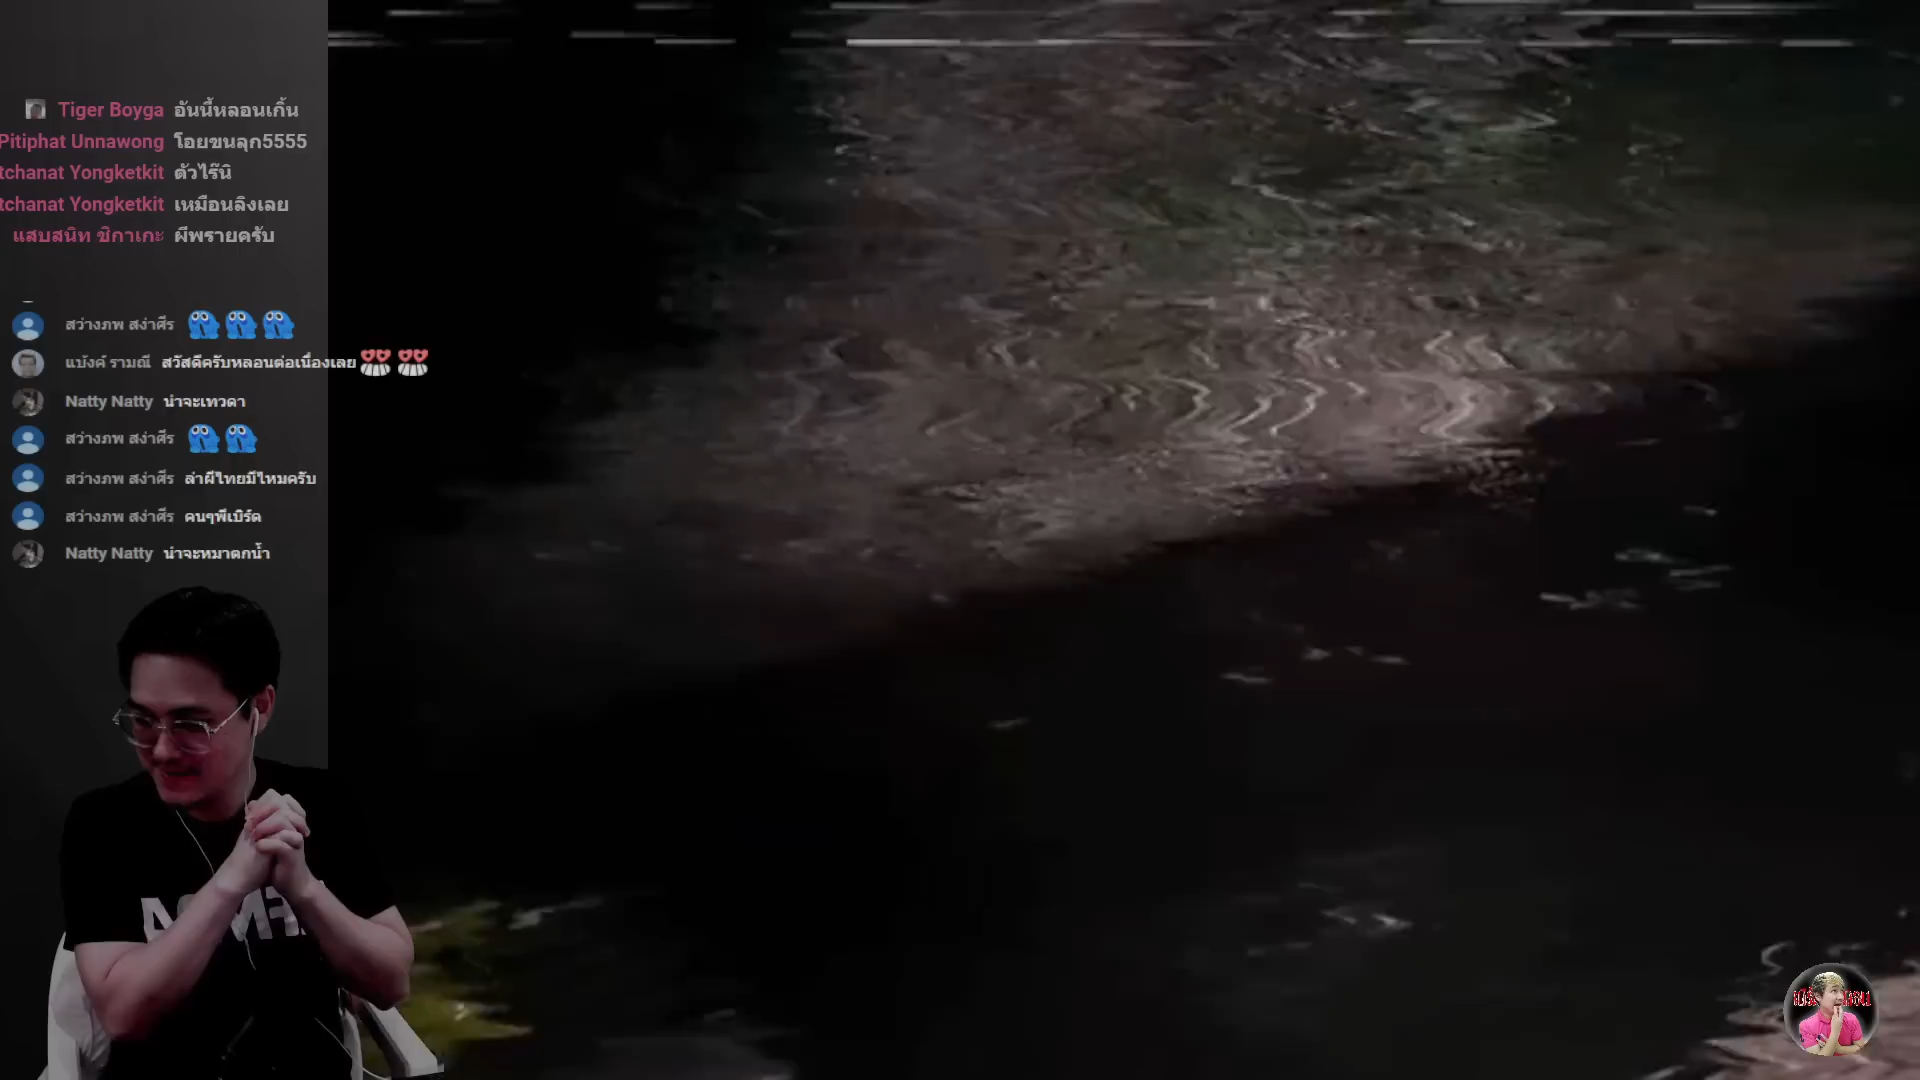 Tiger Boyga อันนี้หลอนเกิ้น
Pitiphat Unnawong โอยขนลุก5555
tchanat Yongketkit ตัวไร๊นิ
tchanat Yongketkit เหมือนลิงเลย
แสบสนิท ชิกาเกะ ผีพรายครับ
สว่างภพ สง่าศีร
แบ้งค์ รามณี สวัสดีครับหลอนต่อเนื่องเลย
Natty Natty น่าจะเทวดา
สว่างภพ สง่าศีร
สว่างภพ สง่าศีร ล่าผีไทยมีไหมครับ
สว่างภพ สง่าศีร คนๆพี่เบิร์ด
Natty Natty น่าจะหมาตกน้ำ